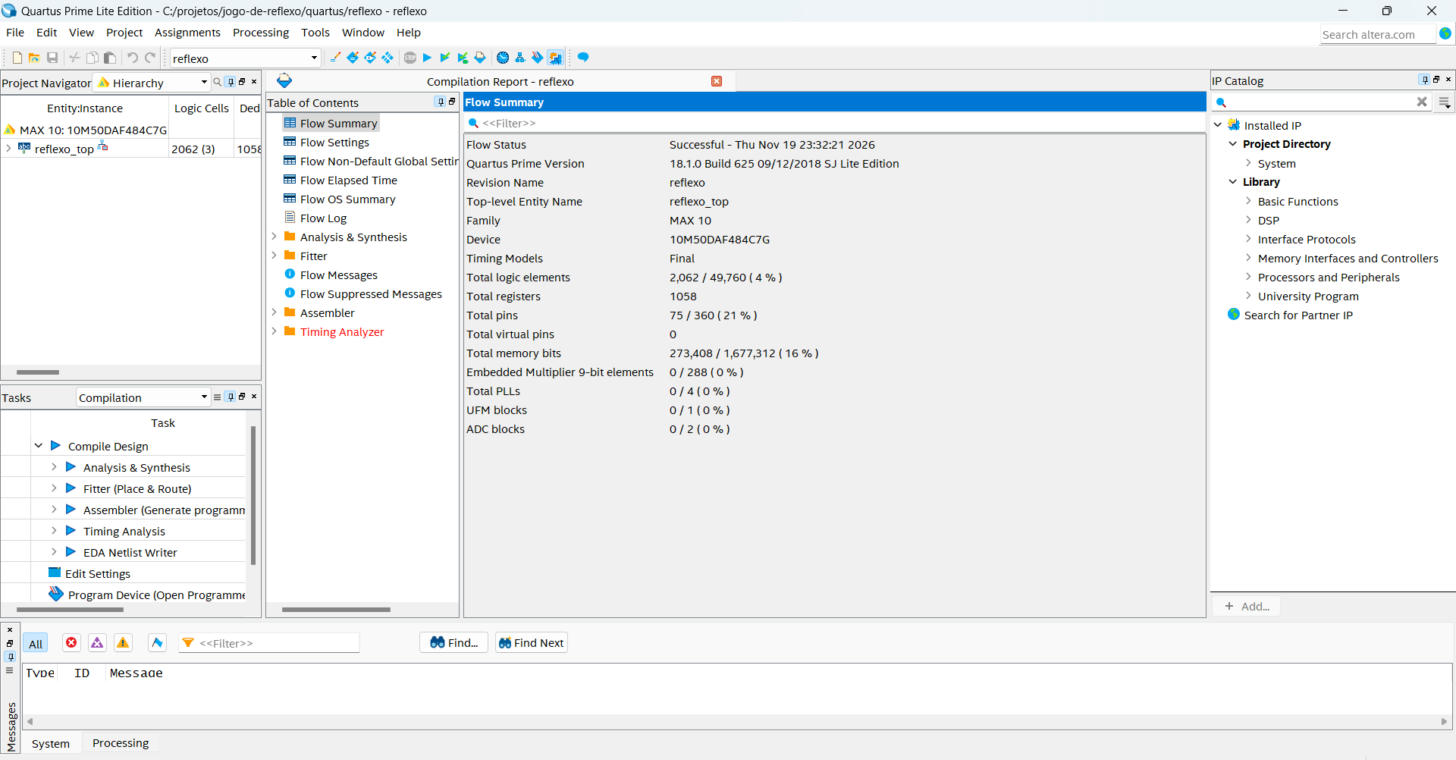 Quartus Prime Lite Edition - C:/projetos/jogo-de-reflexo/quartus/reflexo - reflexo
File Edit View Project Assignments Processing Tools Window Help
Search altera.com
reflexo
Project Navigator Hierarchy
Entity:Instance Logic Cells Ded
MAX 10: 10M50DAF484C7G
reflexo_top 2062 (3) 1058
Tasks Compilation
Task
Compile Design
Analysis & Synthesis
Fitter (Place & Route)
Assembler (Generate programm
Timing Analysis
EDA Netlist Writer
Edit Settings
Program Device (Open Programme
Compilation Report - reflexo
Table of Contents
Flow Summary
Flow Settings
Flow Non-Default Global Settin
Flow Elapsed Time
Flow OS Summary
Flow Log
Analysis & Synthesis
Fitter
Flow Messages
Flow Suppressed Messages
Assembler
Timing Analyzer
Flow Summary
<<Filter>>
Flow Status Successful - Thu Nov 19 23:32:21 2026
Quartus Prime Version 18.1.0 Build 625 09/12/2018 SJ Lite Edition
Revision Name reflexo
Top-level Entity Name reflexo_top
Family MAX 10
Device 10M50DAF484C7G
Timing Models Final
Total logic elements 2,062 / 49,760 ( 4 % )
Total registers 1058
Total pins 75 / 360 ( 21 % )
Total virtual pins 0
Total memory bits 273,408 / 1,677,312 ( 16 % )
Embedded Multiplier 9-bit elements 0 / 288 ( 0 % )
Total PLLs 0 / 4 ( 0 % )
UFM blocks 0 / 1 ( 0 % )
ADC blocks 0 / 2 ( 0 % )
IP Catalog
Installed IP
Project Directory
System
Library
Basic Functions
DSP
Interface Protocols
Memory Interfaces and Controllers
Processors and Peripherals
University Program
Search for Partner IP
+ Add...
All <<Filter>> Find... Find Next
Type ID Message
Messages
System Processing